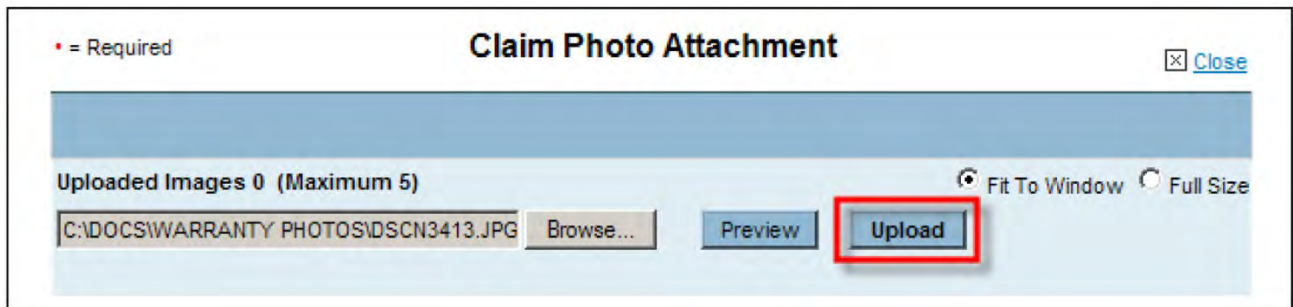 • = Required
Claim Photo Attachment
Close
Uploaded Images 0 (Maximum 5)
Fit To Window
Full Size
C:\DOCS\WARRANTY PHOTOS\DSCN3413.JPG
Browse...
Preview
Upload